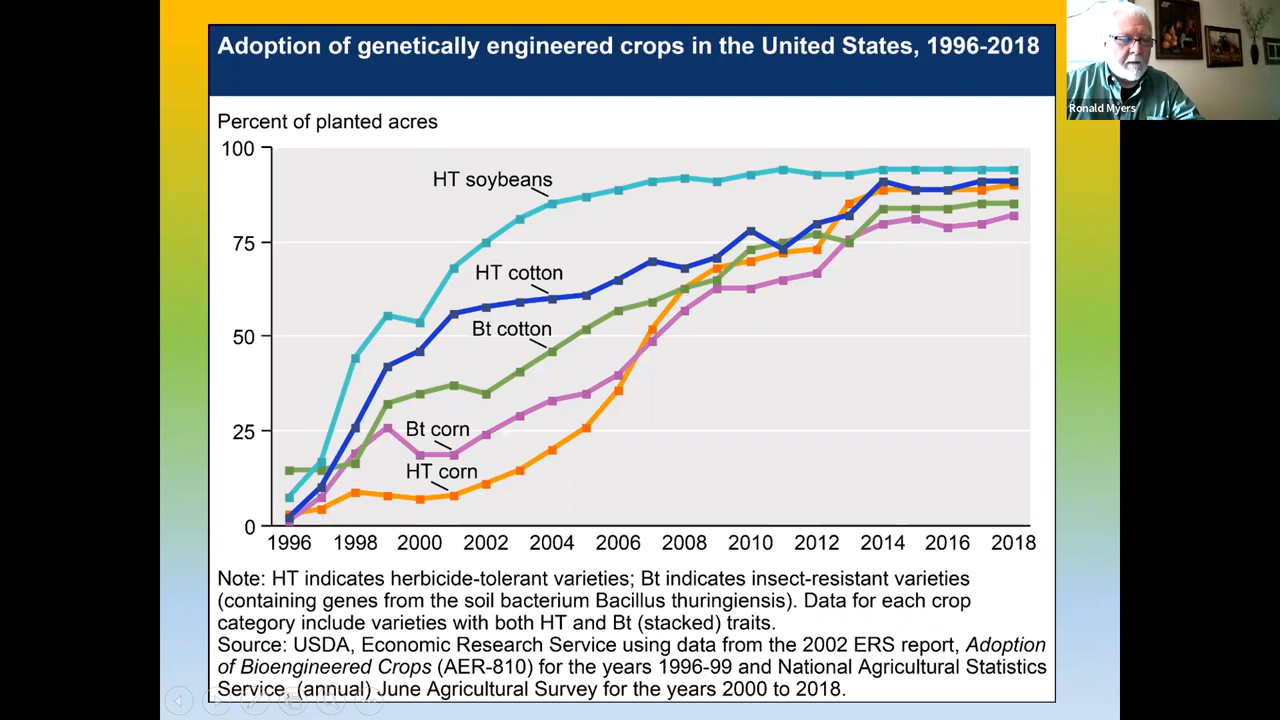 Adoption of genetically engineered crops in the United States, 1996-2018
Ronald Myers
Percent of planted acres
100
HT soybeans
75
HT cotton
Bt cotton
50
25
Bt corn
HT corn
0
1996 1998 2000 2002 2004 2006 2008 2010 2012 2014 2016 2018
Note: HT indicates herbicide-tolerant varieties; Bt indicates insect-resistant varieties
(containing genes from the soil bacterium Bacillus thuringiensis). Data for each crop
category include varieties with both HT and Bt (stacked) traits.
Source: USDA, Economic Research Service using data from the 2002 ERS report, Adoption
of Bioengineered Crops (AER-810) for the years 1996-99 and National Agricultural Statistics
Service, (annual) June Agricultural Survey for the years 2000 to 2018.